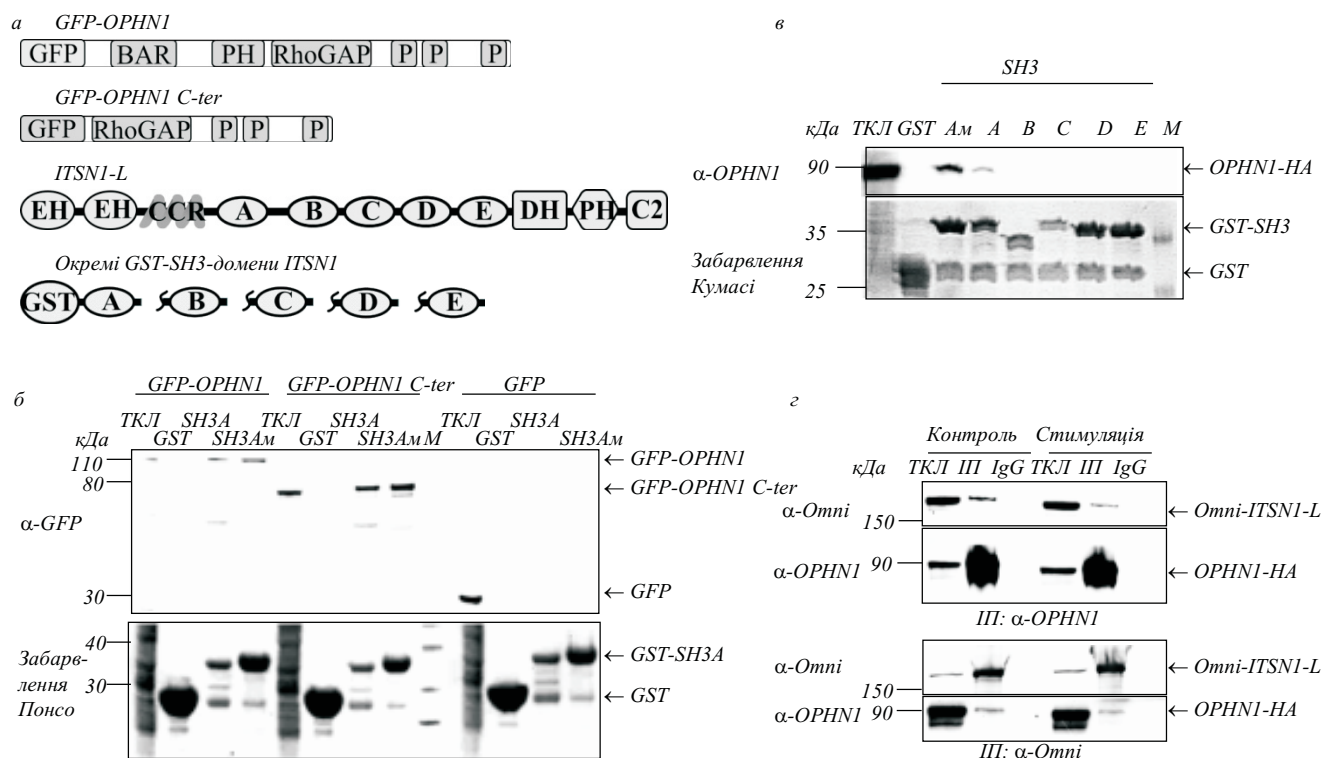 а
GFP-OPHN1
GFP BAR PH RhoGAP P P P
GFP-OPHN1 C-ter
GFP RhoGAP P P P
ITSN1-L
EH EH CCR A B C D E DH PH C2
Окремі GST-SH3-домени ITSN1
GST A B C D E
в
SH3
кДа ТКЛ GST Ам A B C D E M
α-OPHN1 90 ← OPHN1-HA
35 ← GST-SH3
Забарвлення
Кумасі
25 ← GST
б
GFP-OPHN1 GFP-OPHN1 C-ter GFP
ТКЛ SH3A ТКЛ SH3A ТКЛ SH3A
кДа GST SH3Ам GST SH3Ам M GST SH3Ам
110 ← GFP-OPHN1
80 ← GFP-OPHN1 C-ter
α-GFP
30 ← GFP
40
Забарв-
лення
Понсо
← GST-SH3A
30 ← GST
г
Контроль Стимуляція
кДа ТКЛ ІП IgG ТКЛ ІП IgG
α-Omni
150 ← Omni-ITSN1-L
α-OPHN1 90 ← OPHN1-HA
ІП: α-OPHN1
α-Omni ← Omni-ITSN1-L
150
α-OPHN1 90 ← OPHN1-HA
ІП: α-Omni